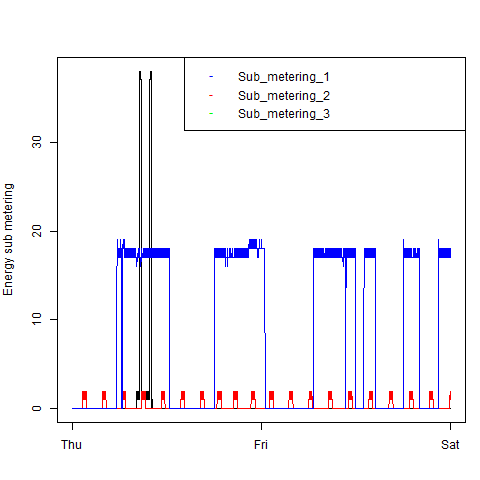 Sub_metering_1
Sub_metering_2
Sub_metering_3
Energy sub metering
30
20
10
0
Thu Fri Sat